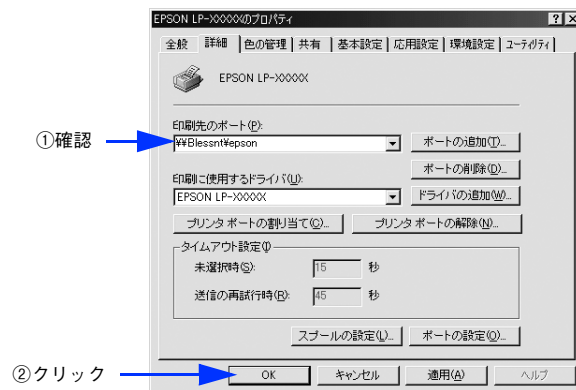 EPSON LP-XXXXXのプロパティ
全般 詳細 色の管理 共有 基本設定 応用設定 環境設定 ユーティリティ
EPSON LP-XXXXX
印刷先のポート(P):
①確認
¥¥Blessnt¥epson
ポートの追加(T)...
ポートの削除(D)...
印刷に使用するドライバ(U):
EPSON LP-XXXXX
ドライバの追加(W)...
プリンタ ポートの割り当て(C)...
プリンタ ポートの解除(N)...
タイムアウト設定(I)
未選択時(S): 15 秒
送信の再試行時(R): 45 秒
スプールの設定(L)...
ポートの設定(O)...
②クリック
OK
キャンセル
適用(A)
ヘルプ